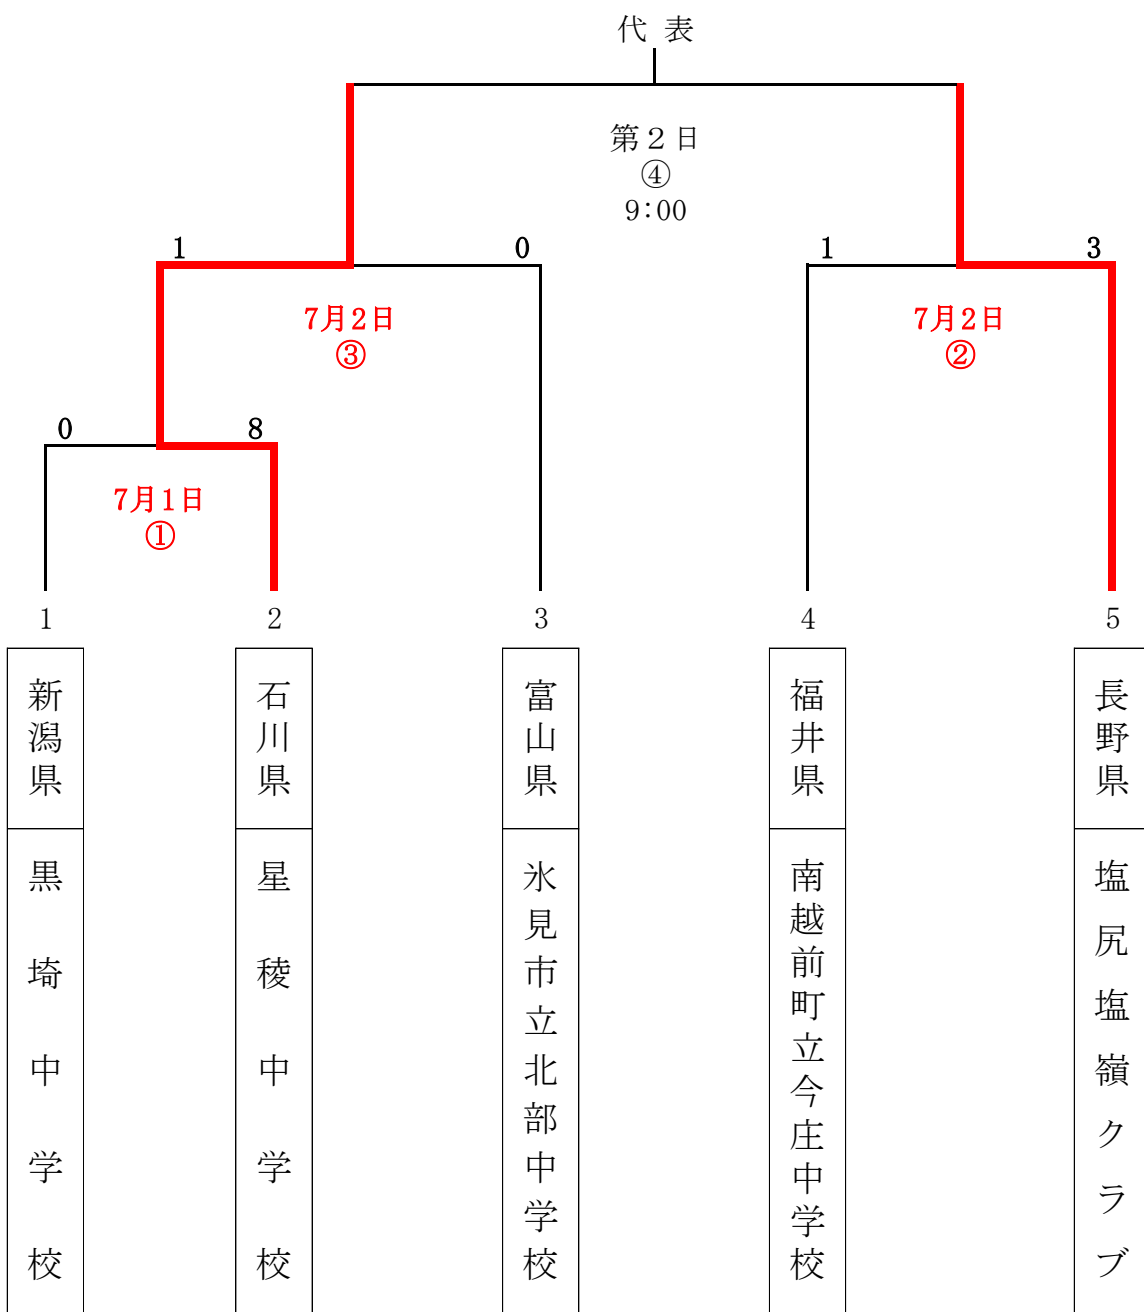 代表
第２日
④
9:00
1
0
1
3
7月2日
③
7月2日
②
0
8
7月1日
①
1
2
3
4
5
新潟県
石川県
富山県
福井県
長野県
黒埼中学校
星稜中学校
氷見市立北部中学校
南越前町立今庄中学校
塩尻塩嶺クラブ